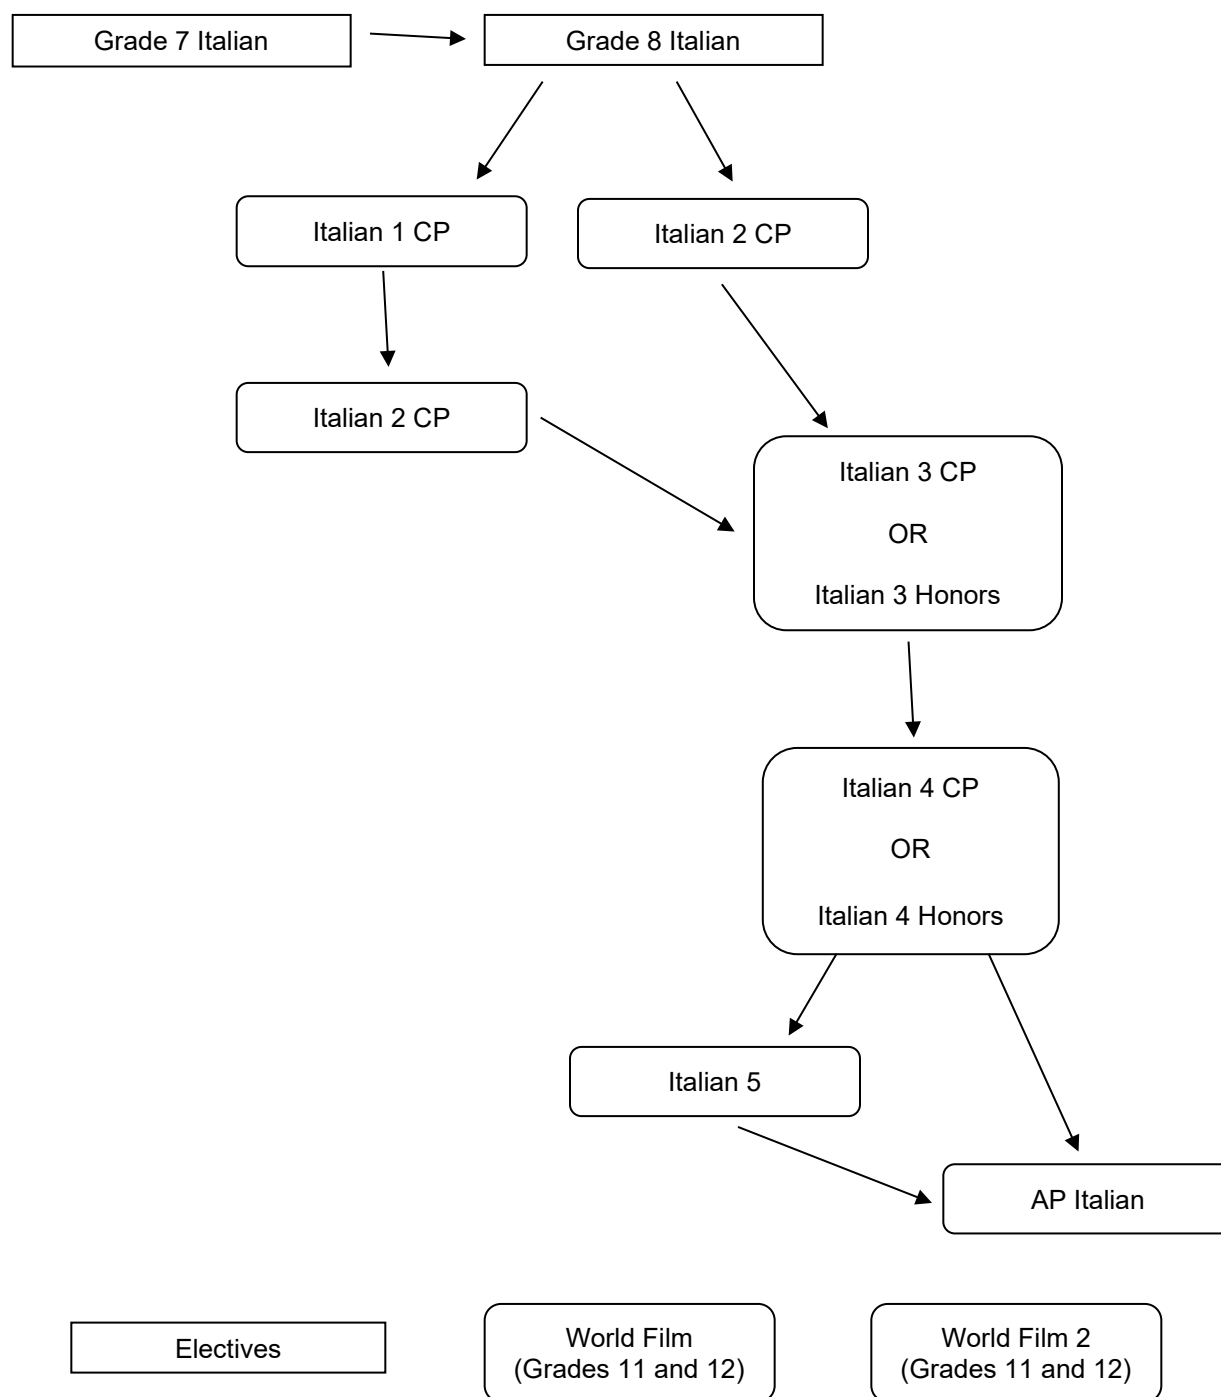 Grade 7 Italian
Grade 8 Italian
Italian 1 CP
Italian 2 CP
Italian 2 CP
Italian 3 CP
OR
Italian 3 Honors
Italian 4 CP
OR
Italian 4 Honors
Italian 5
AP Italian
Electives
World Film
(Grades 11 and 12)
World Film 2
(Grades 11 and 12)